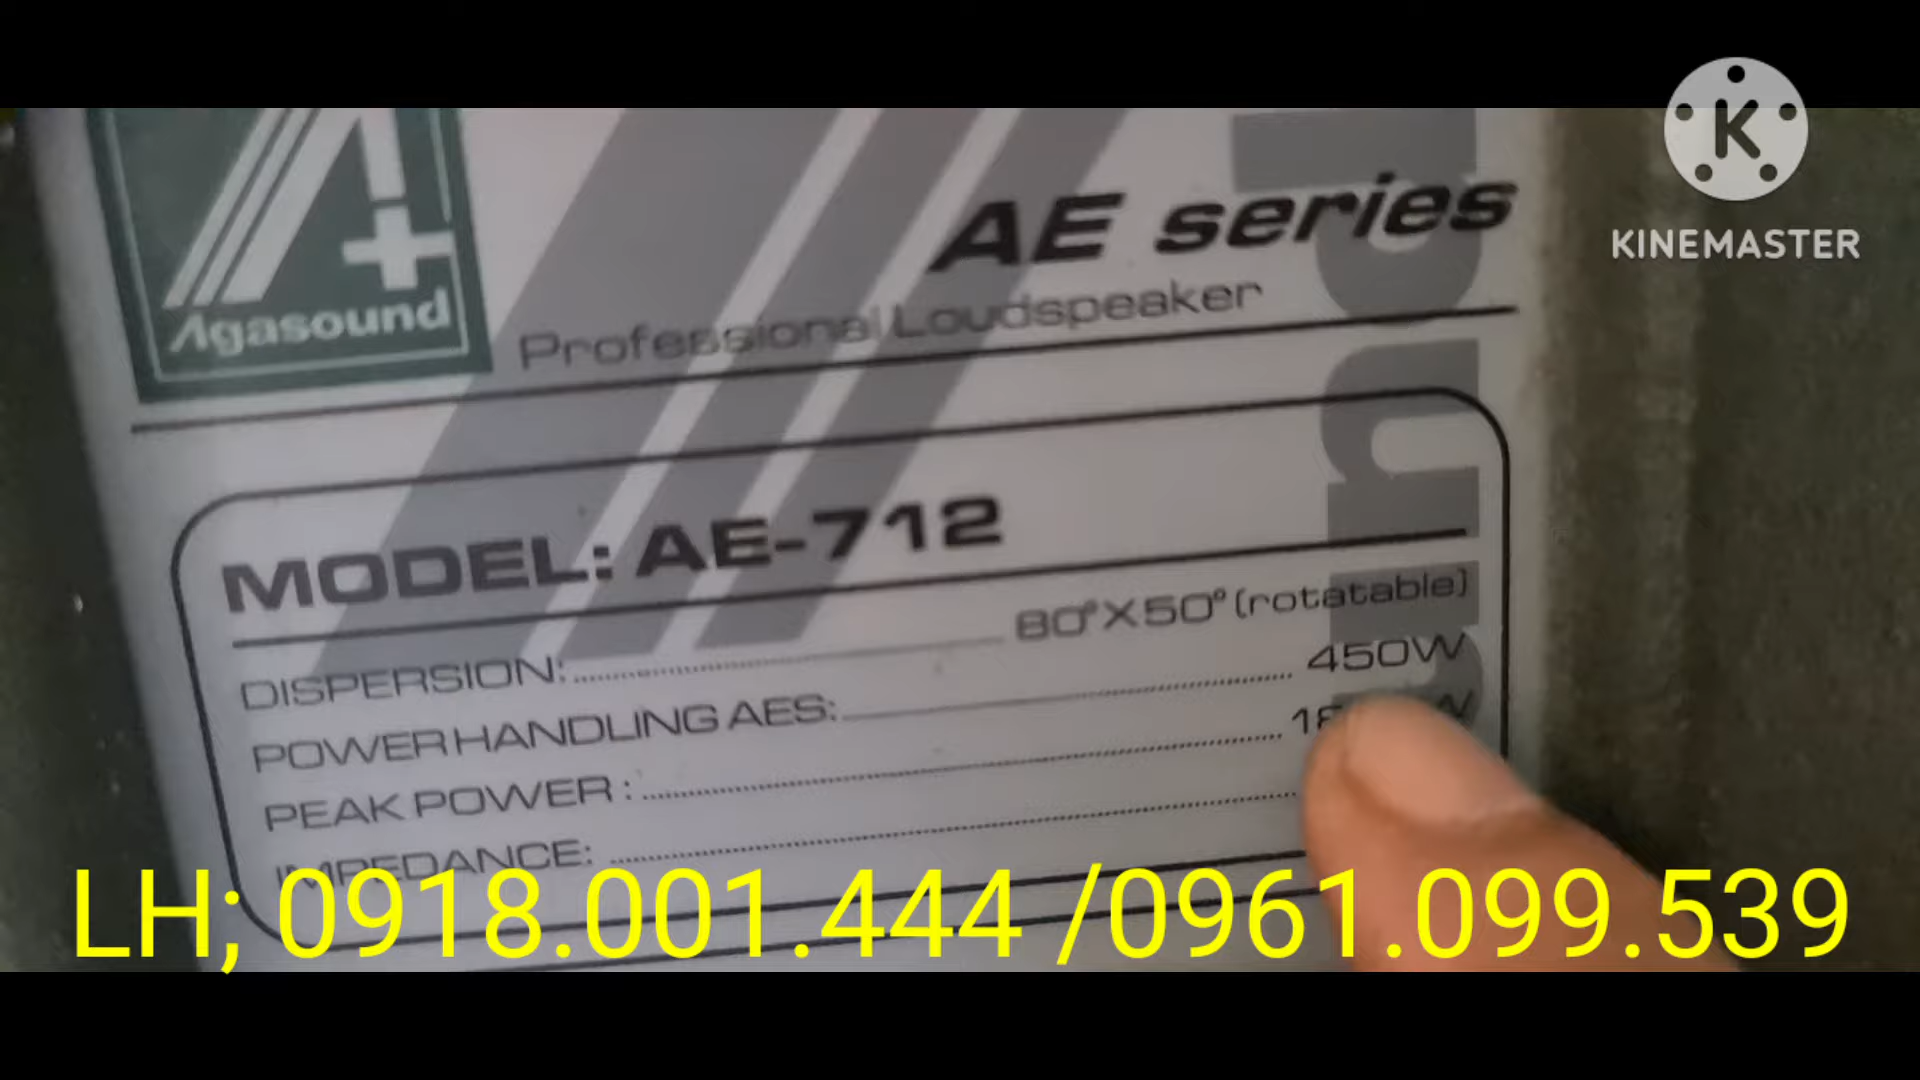 KINEMASTER
Agasound
AE series
Professional Loudspeaker
MODEL: AE-712
DISPERSION: 80°X50° (rotatable)
POWER HANDLING AES: 450W
PEAK POWER :
IMPEDANCE:
LH; 0918.001.444 /0961.099.539